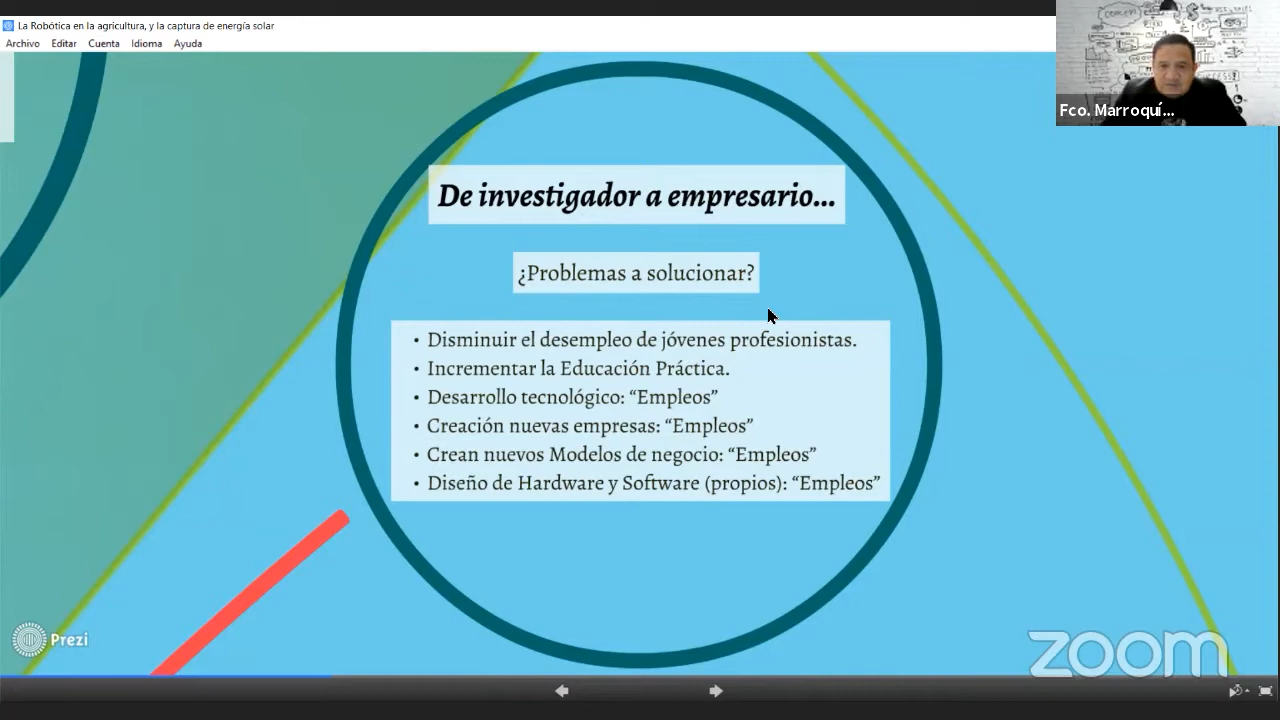 La Robótica en la agricultura, y la captura de energía solar
Archivo Editar Cuenta Idioma Ayuda
Fco. Marroquí...
De investigador a empresario...
¿Problemas a solucionar?
• Disminuir el desempleo de jóvenes profesionistas.
• Incrementar la Educación Práctica.
• Desarrollo tecnológico: “Empleos”
• Creación nuevas empresas: “Empleos”
• Crean nuevos Modelos de negocio: “Empleos”
• Diseño de Hardware y Software (propios): “Empleos”
Prezi
zoom